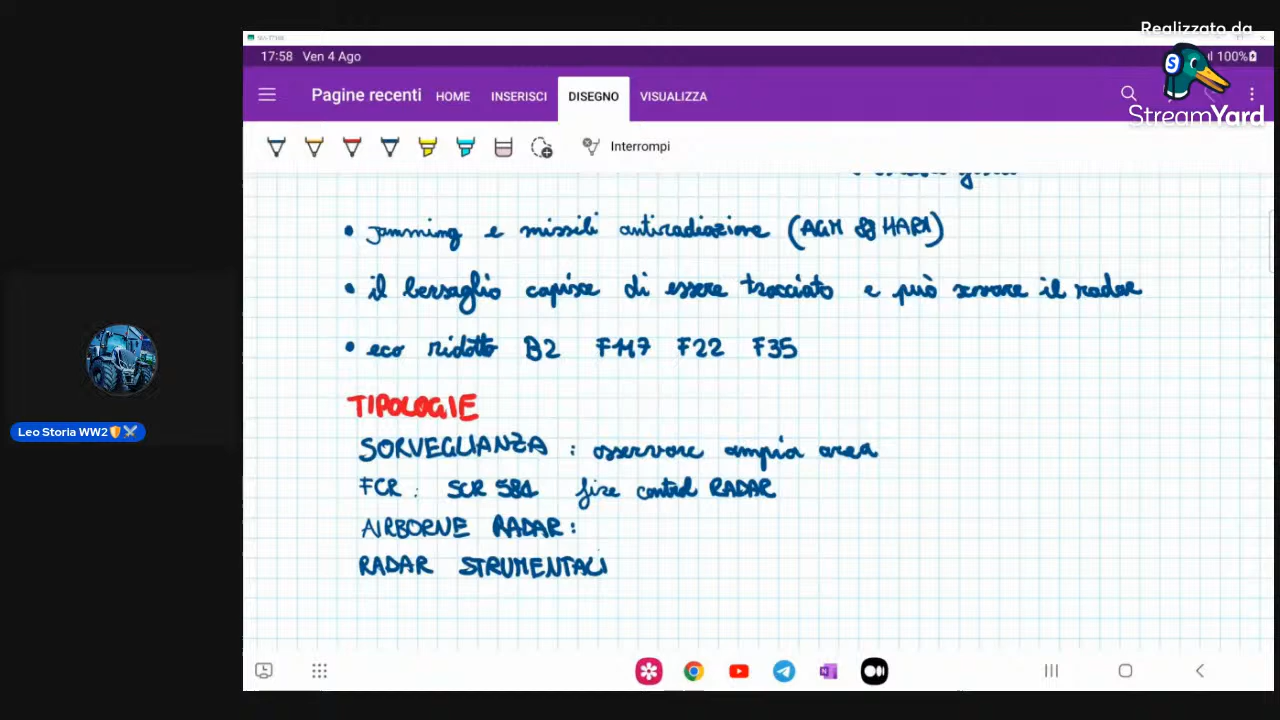 Realizzato da
StreamYard
17:58 Ven 4 Ago
100%
Pagine recenti HOME INSERISCI DISEGNO VISUALIZZA
Interrompi
• jamming e missili antiradiazione (AGM 88 HARM)
• il bersaglio capisce di essere tracciato e può il radar
• eco ridotto B2 F117 F22 F35
TIPOLOGIE
SORVEGLIANZA : osservare ampia area
FCR : SCR 584 fire control RADAR
AIRBORNE RADAR :
RADAR STRUMENTALI
Leo Storia WW2